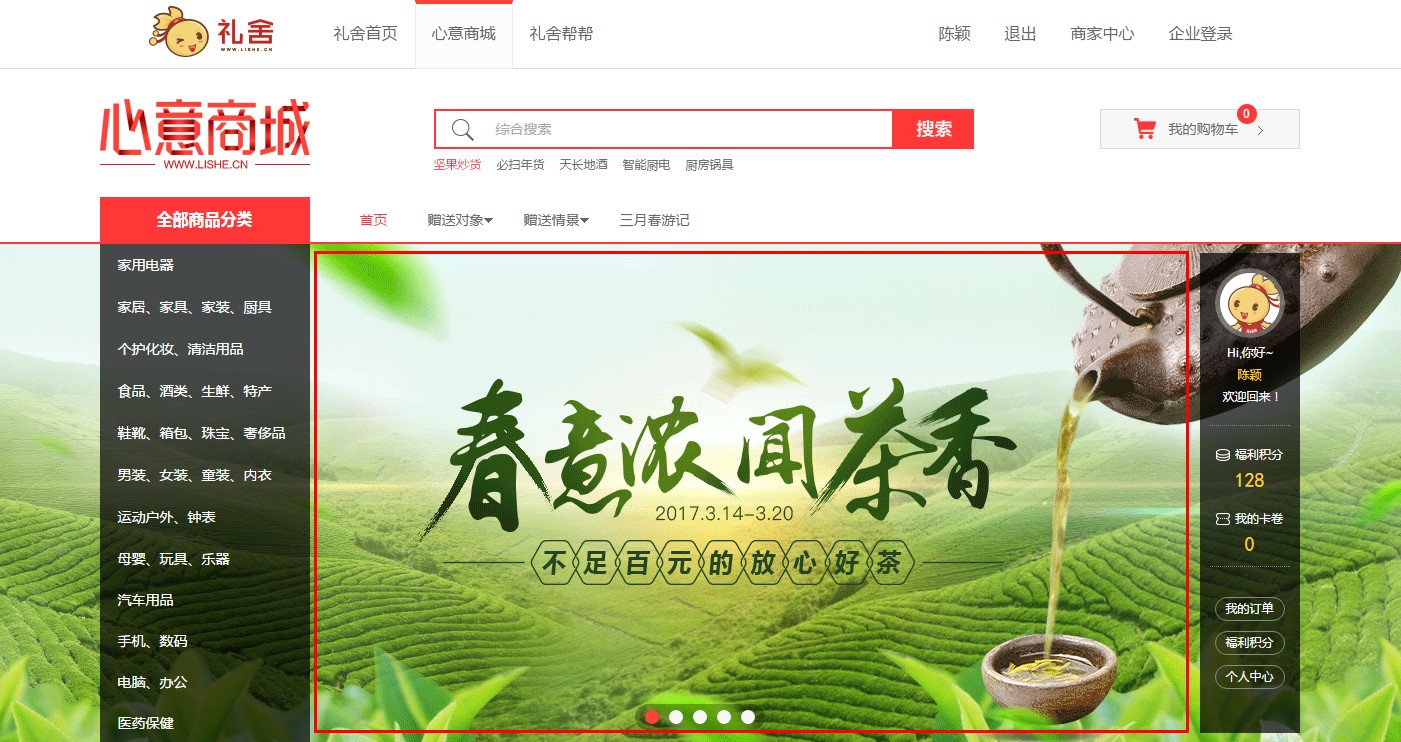 礼舍
WWW.LISHE.CN
礼舍首页 心意商城 礼舍帮帮 陈颖 退出 商家中心 企业登录
心意商城
WWW.LISHE.CN
综合搜索 搜索
0
我的购物车
坚果炒货 必扫年货 天长地酒 智能厨电 厨房锅具
全部商品分类 首页 赠送对象 赠送情景 三月春游记
家用电器
家居、家具、家装、厨具
个护化妆、清洁用品
食品、酒类、生鲜、特产
鞋靴、箱包、珠宝、奢侈品
男装、女装、童装、内衣
运动户外、钟表
母婴、玩具、乐器
汽车用品
手机、数码
电脑、办公
医药保健
春意浓 闻茶香
2017.3.14-3.20
不足百元的放心好茶
Hi,你好~
陈颖
欢迎回来！
福利积分
128
我的卡卷
0
我的订单
福利积分
个人中心